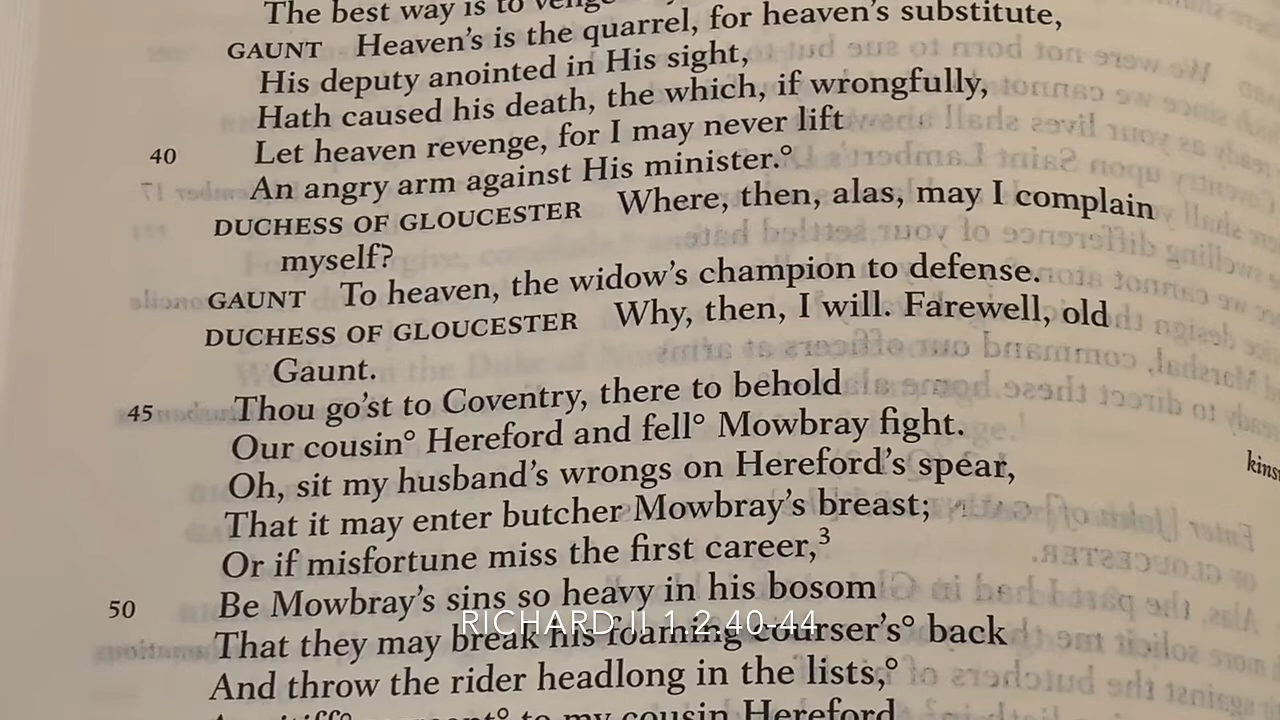 The best way is to venge
GAUNT Heaven's is the quarrel, for heaven's substitute,
His deputy anointed in His sight,
Hath caused his death, the which, if wrongfully,
Let heaven revenge, for I may never lift
40 An angry arm against His minister.°
DUCHESS OF GLOUCESTER Where, then, alas, may I complain
myself?
GAUNT To heaven, the widow's champion to defense.
DUCHESS OF GLOUCESTER Why, then, I will. Farewell, old
Gaunt.
45 Thou go'st to Coventry, there to behold
Our cousin° Hereford and fell° Mowbray fight.
kins
Oh, sit my husband's wrongs on Hereford's spear,
That it may enter butcher Mowbray's breast;
Or if misfortune miss the first career,³
50 Be Mowbray's sins so heavy in his bosom
RICHARD II 1.2.40-44
That they may break his foaming courser's° back
And throw the rider headlong in the lists,°
to my cousin Hereford